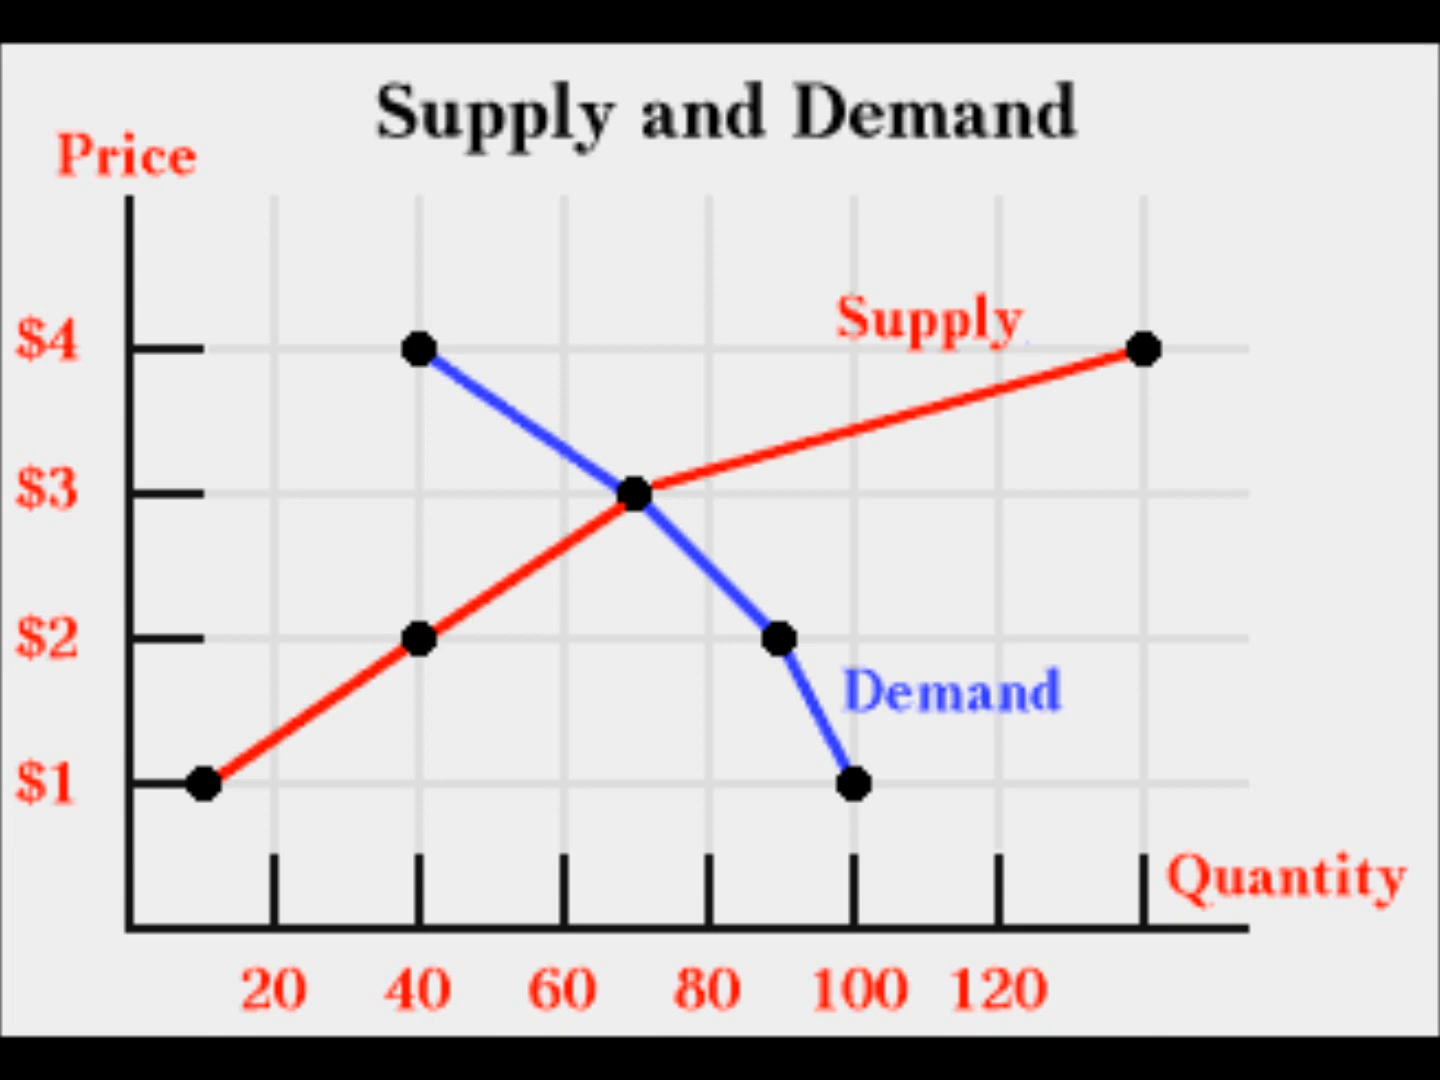 Supply and Demand
Price
Supply
$4
$3
$2
Demand
$1
Quantity
20 40 60 80 100 120